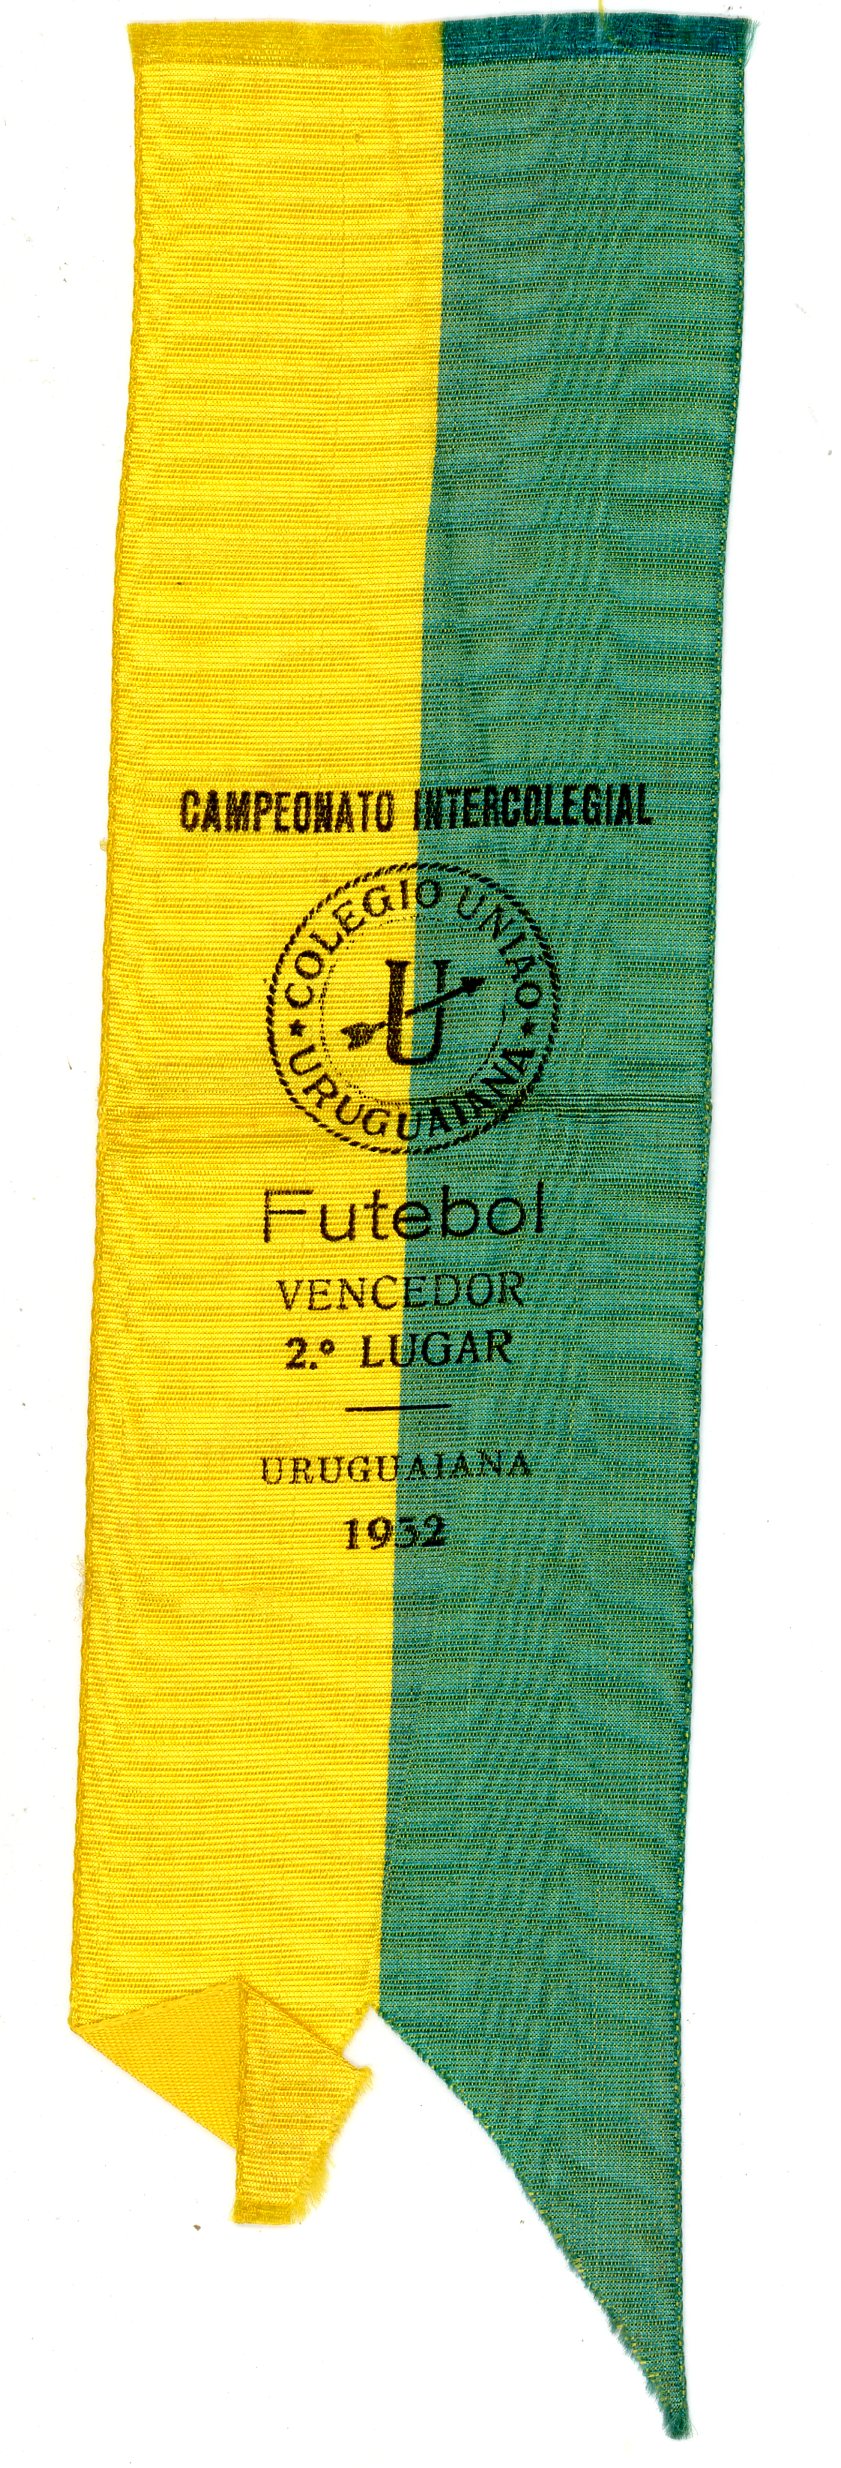 CAMPEONATO INTERCOLEGIAL
COLEGIO UNIÃO
U
★ URUGUAIANA ★
Futebol
VENCEDOR
2.º LUGAR
URUGUAIANA
1952